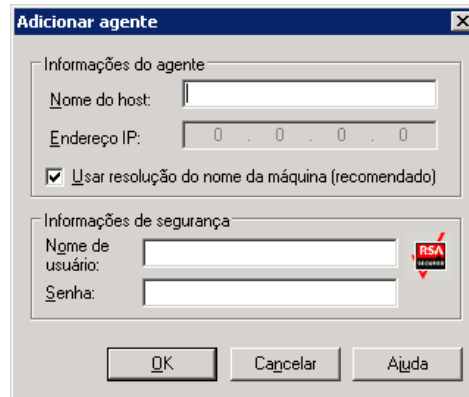 Adicionar agente
Informações do agente
Nome do host:
Endereço IP: 0 . 0 . 0 . 0
Usar resolução do nome da máquina (recomendado)
Informações de segurança
Nome de
usuário:
RSA
SECURED
Senha:
OK Cancelar Ajuda